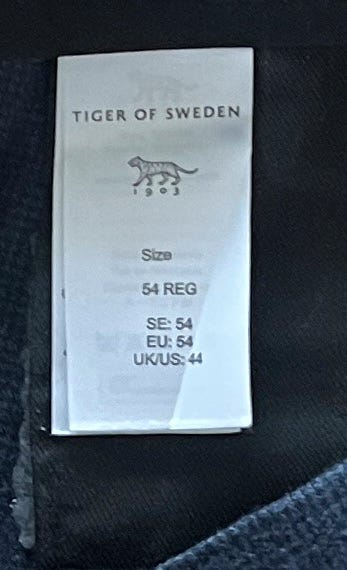 TIGER OF SWEDEN
1903
Size
54 REG
SE: 54
EU: 54
UK/US: 44